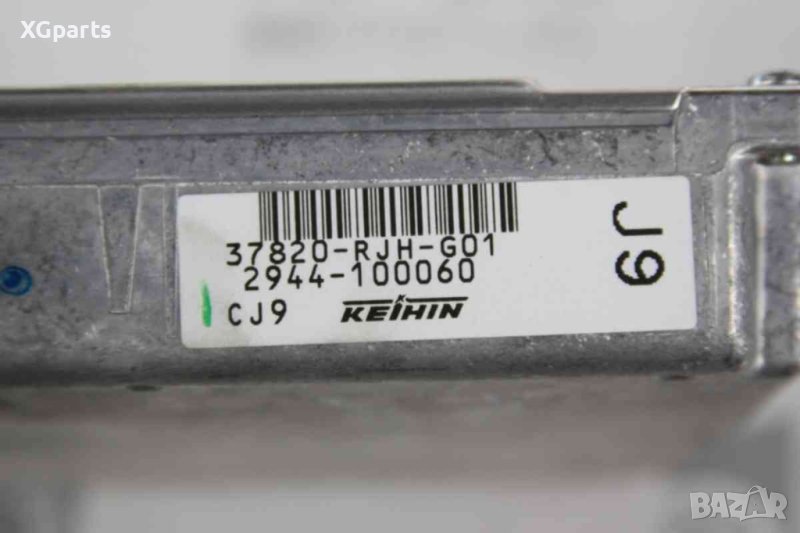 XGparts
37820-RJH-G01
2944-100060
CJ9 KEIHIN
J9
BAZAR